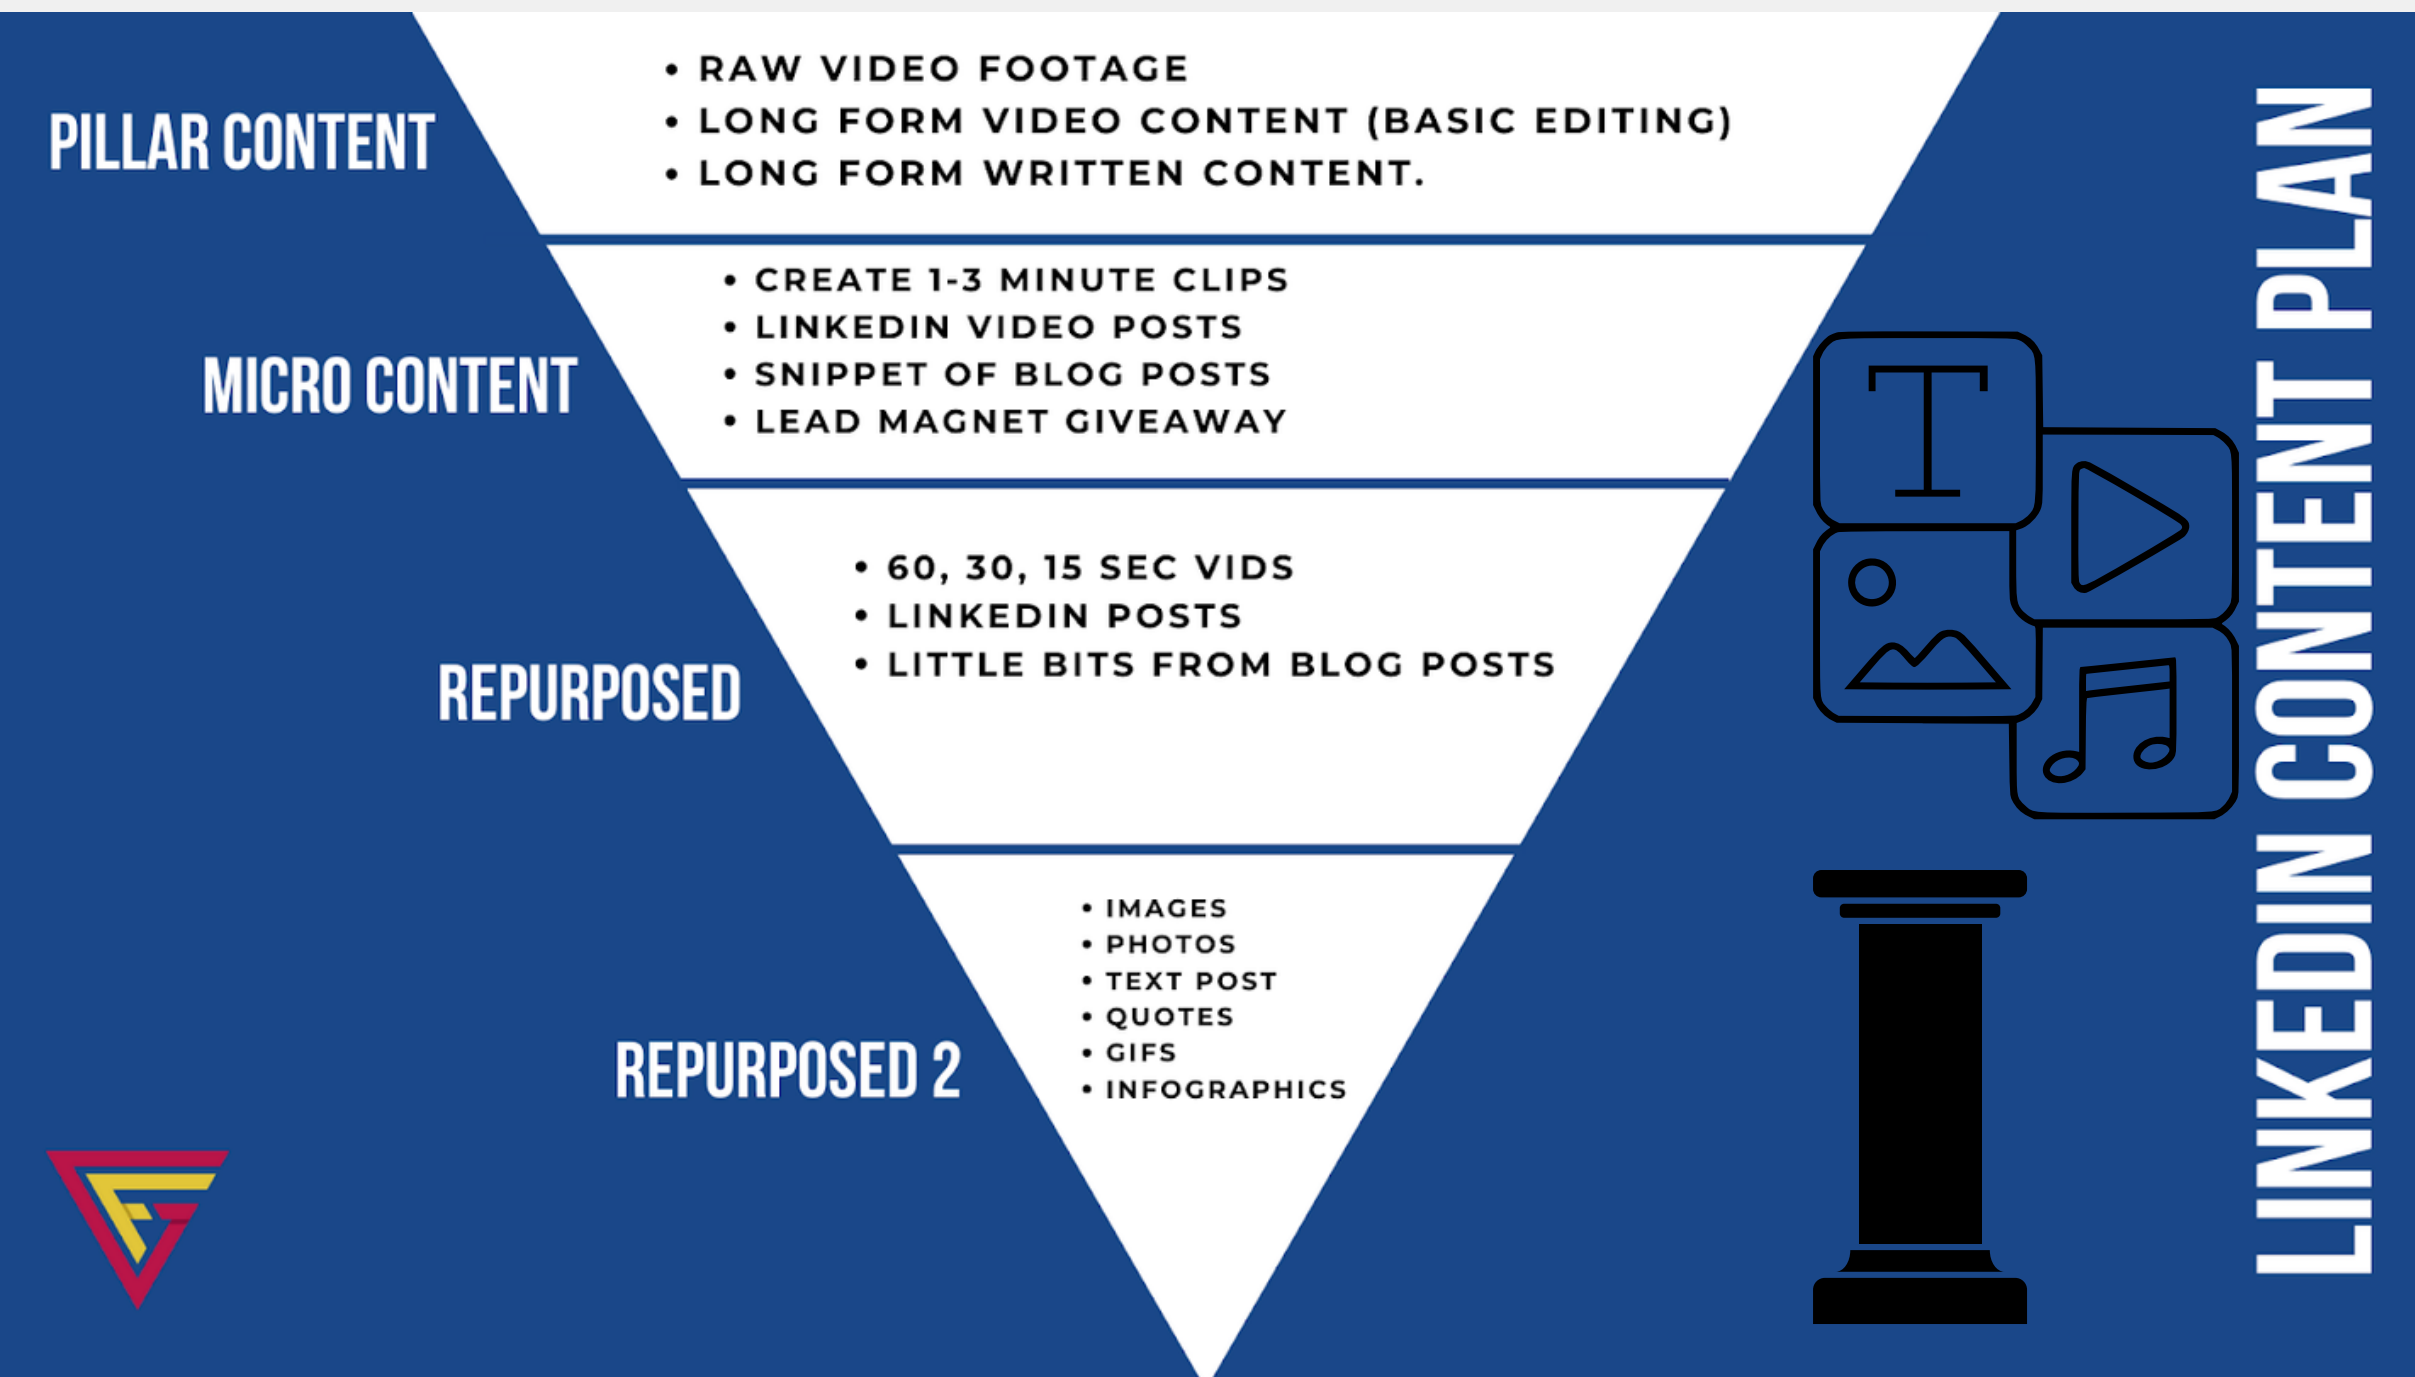 PILLAR CONTENT
• RAW VIDEO FOOTAGE
• LONG FORM VIDEO CONTENT (BASIC EDITING)
• LONG FORM WRITTEN CONTENT.
MICRO CONTENT
• CREATE 1-3 MINUTE CLIPS
• LINKEDIN VIDEO POSTS
• SNIPPET OF BLOG POSTS
• LEAD MAGNET GIVEAWAY
REPURPOSED
• 60, 30, 15 SEC VIDS
• LINKEDIN POSTS
• LITTLE BITS FROM BLOG POSTS
REPURPOSED 2
• IMAGES
• PHOTOS
• TEXT POST
• QUOTES
• GIFS
• INFOGRAPHICS
T
LINKEDIN CONTENT PLAN